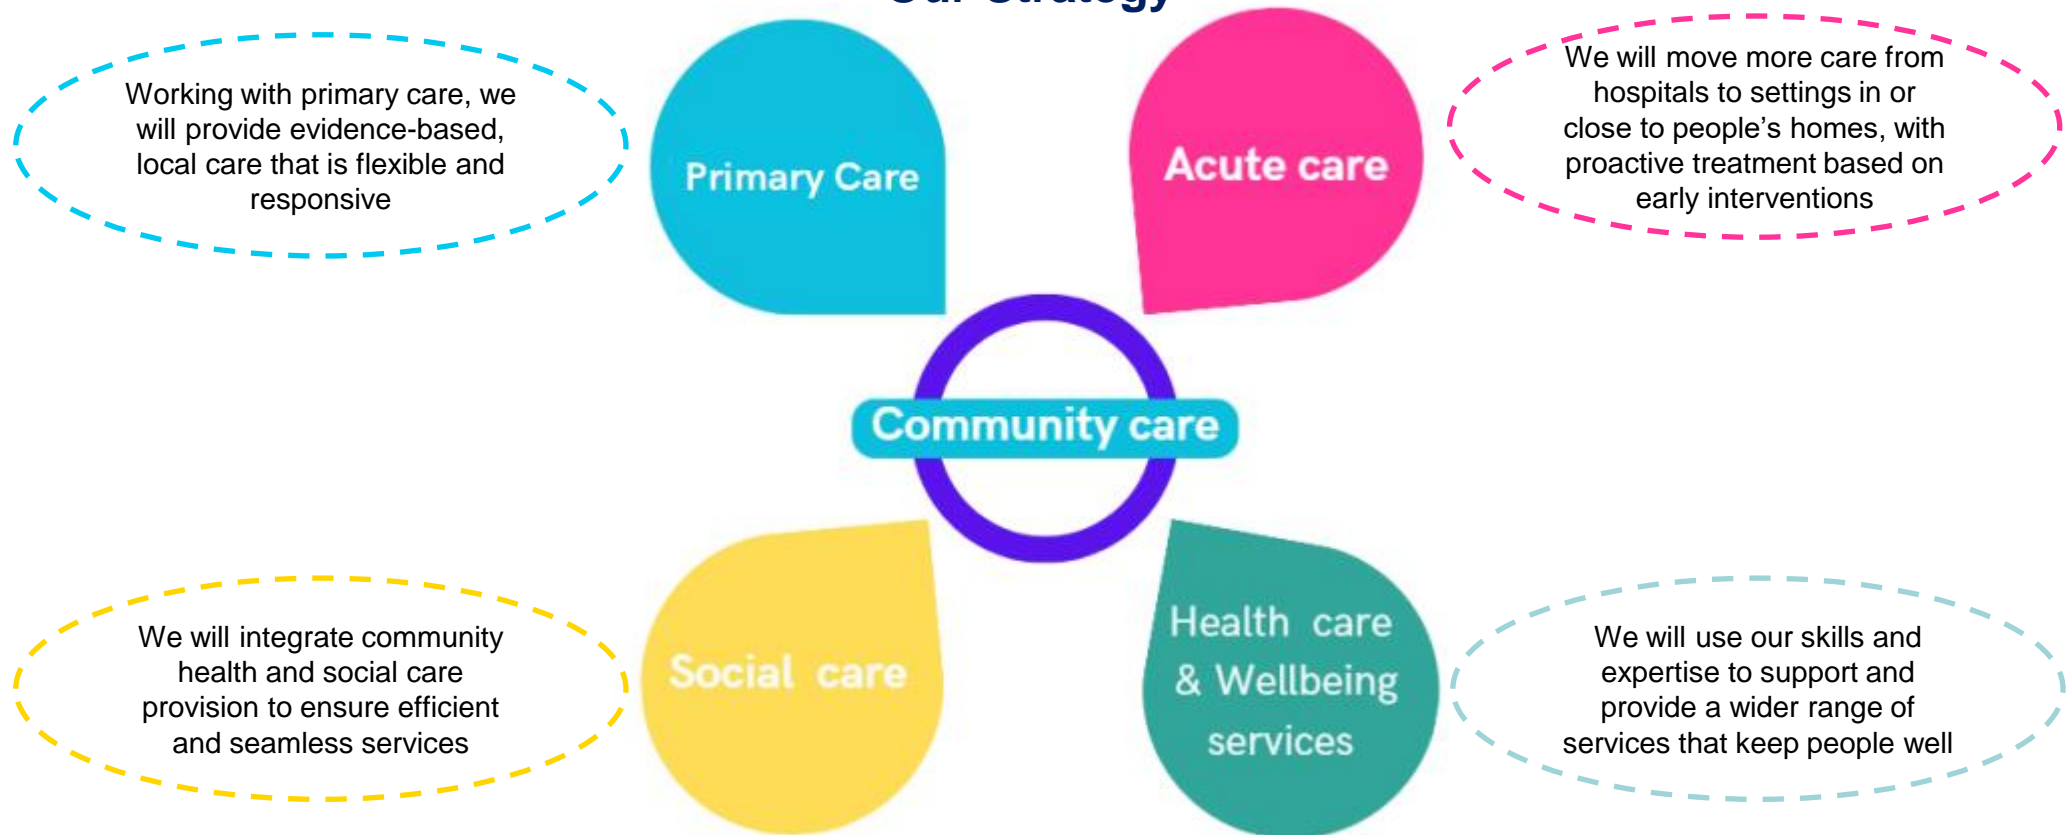 Our Strategy
Working with primary care, we
will provide evidence-based,
local care that is flexible and
responsive
Primary Care
Acute care
We will move more care from
hospitals to settings in or
close to people’s homes, with
proactive treatment based on
early interventions
Community care
We will integrate community
health and social care
provision to ensure efficient
and seamless services
Social care
Health care
& Wellbeing
services
We will use our skills and
expertise to support and
provide a wider range of
services that keep people well